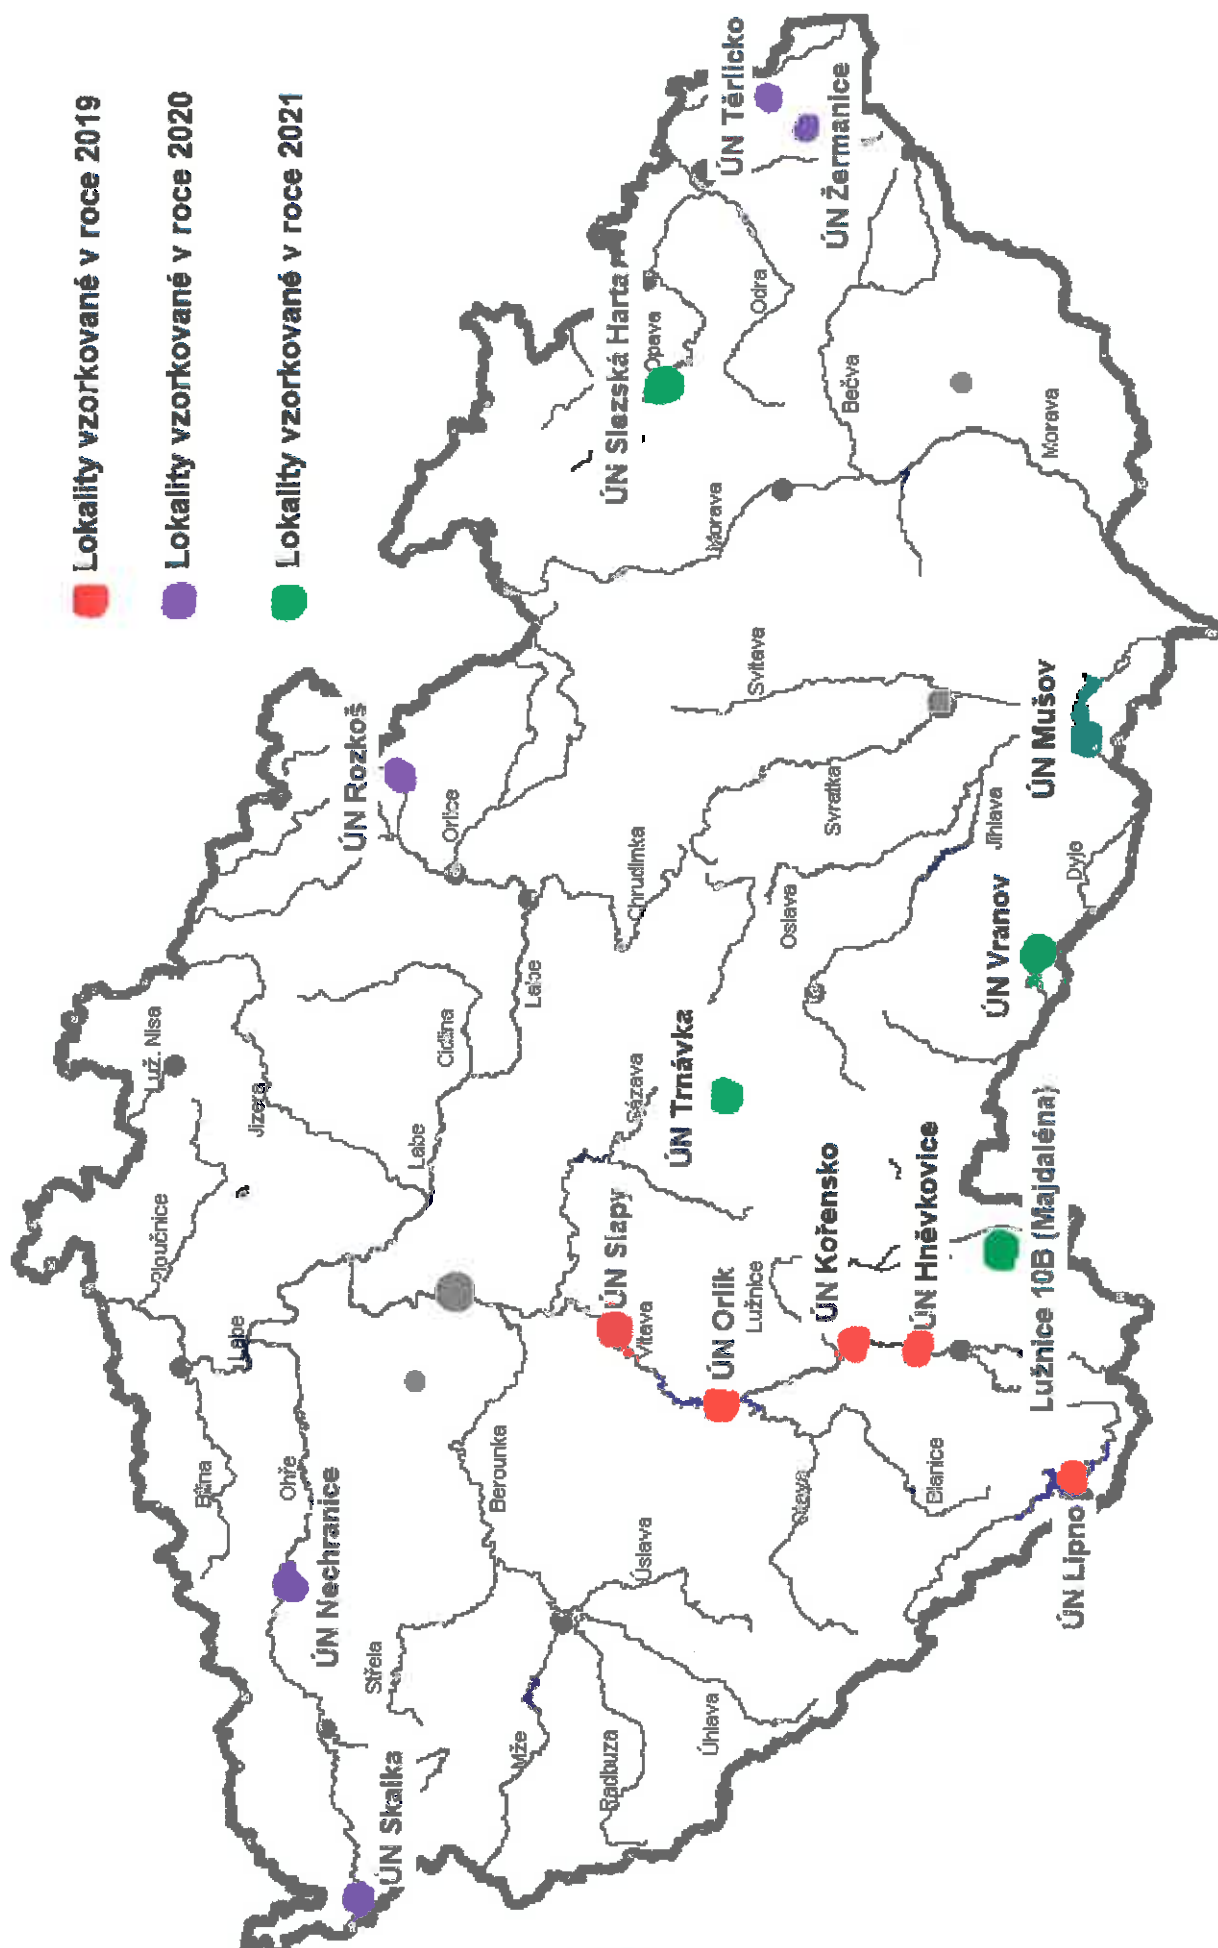 Lokality vzorkované v roce 2019
Lokality vzorkované v roce 2020
Lokality vzorkované v roce 2021
Luž. Nisa
Ploučnice
Jizera
Labe
Bílina
Ohře
ÚN Nechranice
ÚN Skalka
Střela
Labe
Cidlina
ÚN Rozkoš
Orlice
Labe
Chrudimka
Berounka
Mže
Radbuza
Úhlava
Úslava
ÚN Slapy
Vltava
Sázava
ÚN Trnávka
ÚN Orlík
Lužnice
ÚN Kořensko
ÚN Hněvkovice
Otava
Blanice
ÚN Lipno
Lužnice 10B (Majdaléna)
ÚN Slezská Harta
Opava
Odra
ÚN Těrlicko
ÚN Žermanice
Morava
Bečva
Morava
Svitava
Svratka
Oslava
Jihlava
Dyje
ÚN Vranov
ÚN Mušov